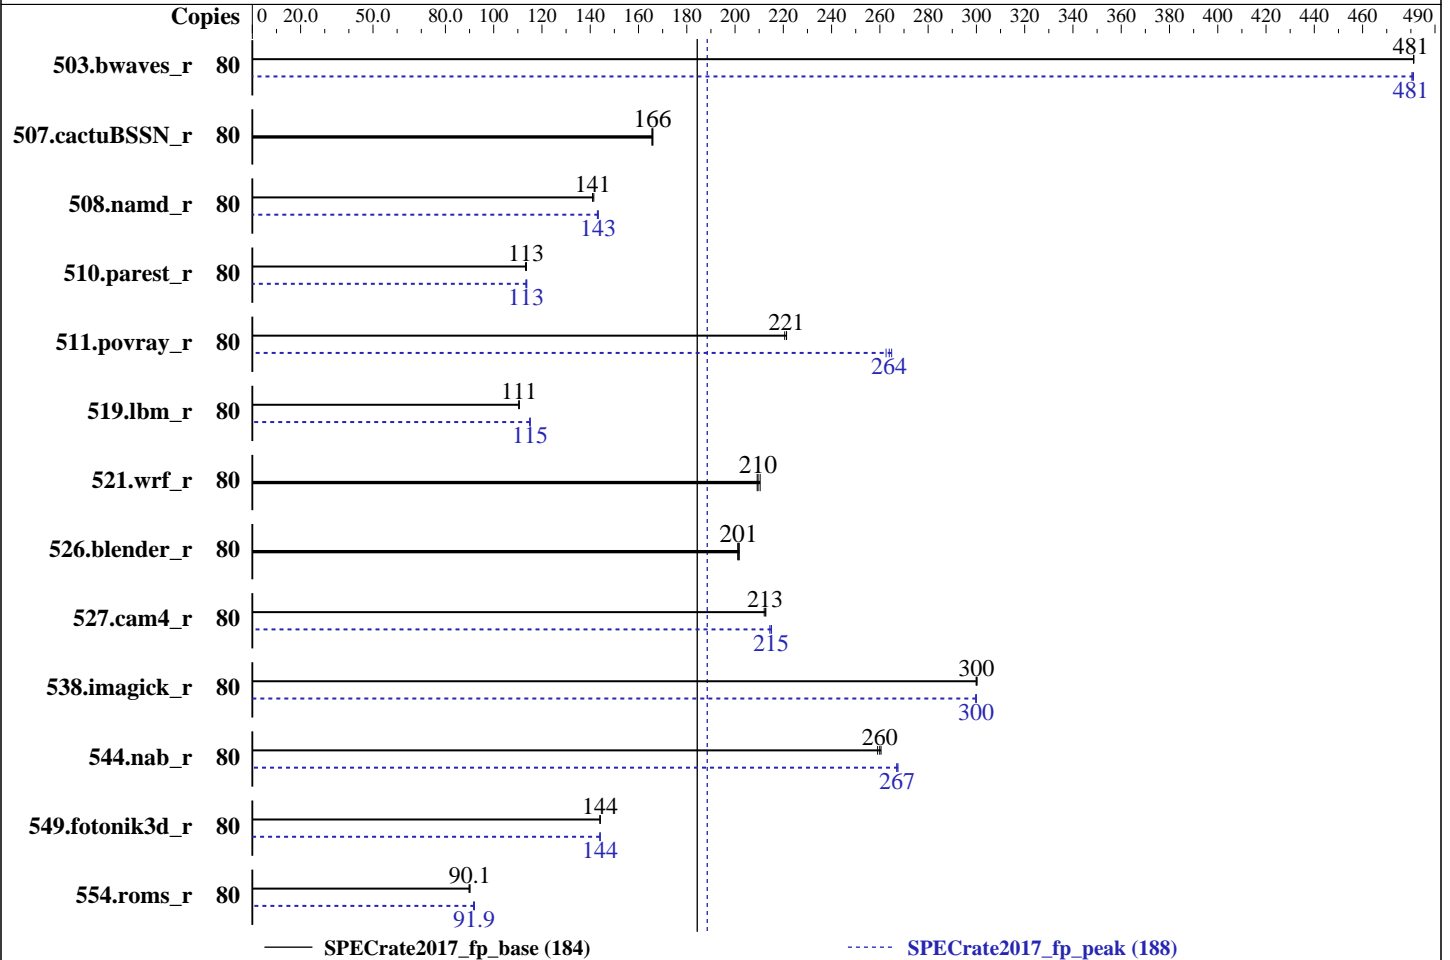 Copies 0 20.0 50.0 80.0 100 120 140 160 180 200 220 240 260 280 300 320 340 360 380 400 420 440 460 490
503.bwaves_r 80 481
481
507.cactuBSSN_r 80 166
508.namd_r 80 141
143
510.parest_r 80 113
113
511.povray_r 80 221
264
519.lbm_r 80 111
115
521.wrf_r 80 210
526.blender_r 80 201
527.cam4_r 80 213
215
538.imagick_r 80 300
300
544.nab_r 80 260
267
549.fotonik3d_r 80 144
144
554.roms_r 80 90.1
91.9
SPECrate2017_fp_base (184) SPECrate2017_fp_peak (188)